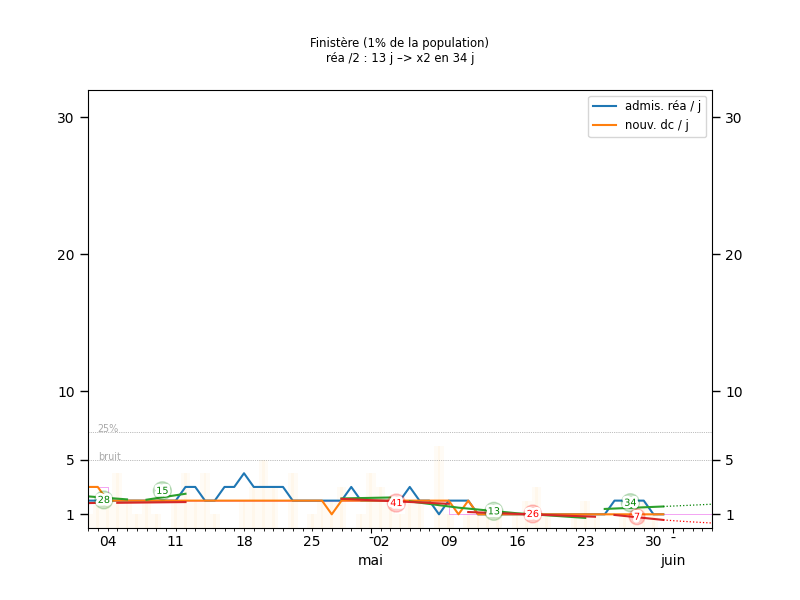 Finistère (1% de la population)
réa /2 : 13 j –> x2 en 34 j
admis. réa / j
nouv. dc / j
30 30
20 20
10 10
25%
bruit
5 5
1 1
28 15 41 13 26 34 7
04 11 18 25 02 09 16 23 30
mai juin